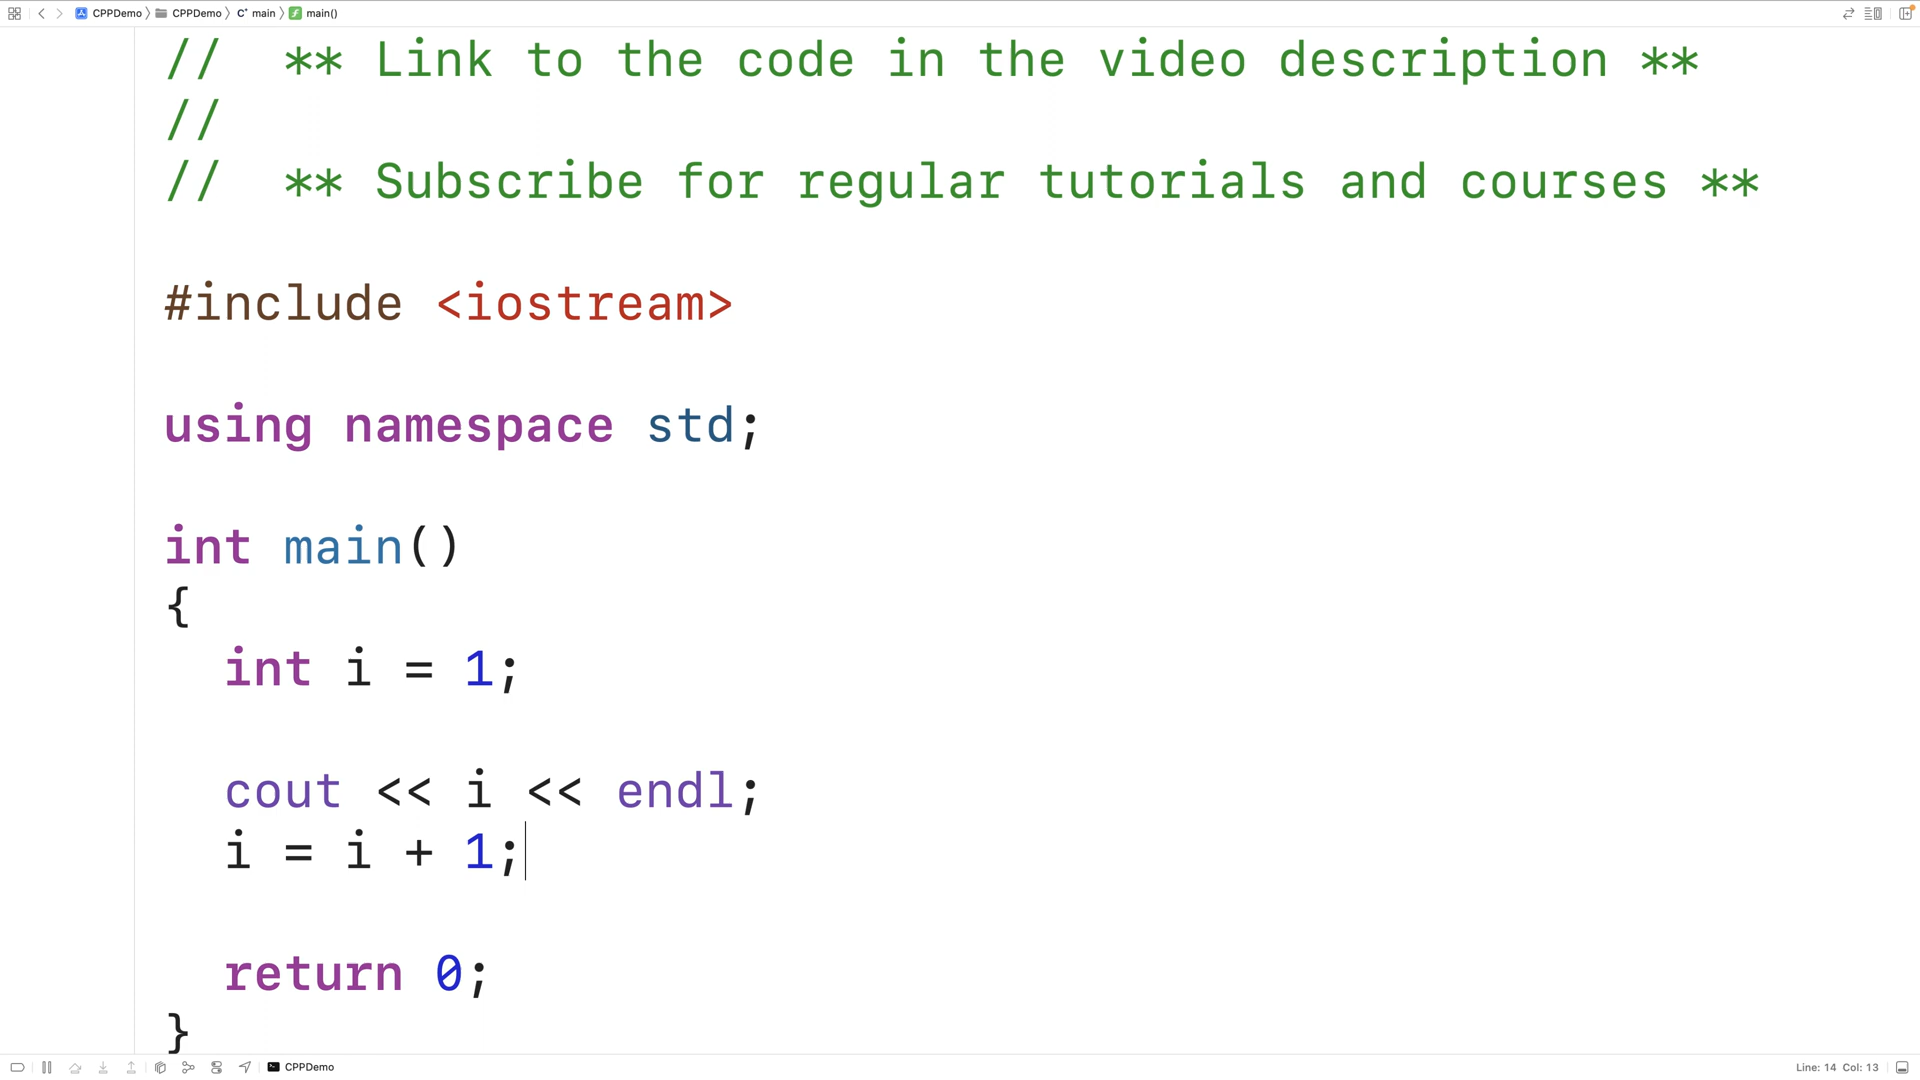 CPPDemo CPPDemo C+ main f main()
// ** Link to the code in the video description **
//
// ** Subscribe for regular tutorials and courses **
#include <iostream>
using namespace std;
int main()
{
int i = 1;
cout << i << endl;
i = i + 1;
return 0;
}
CPPDemo Line: 14 Col: 13